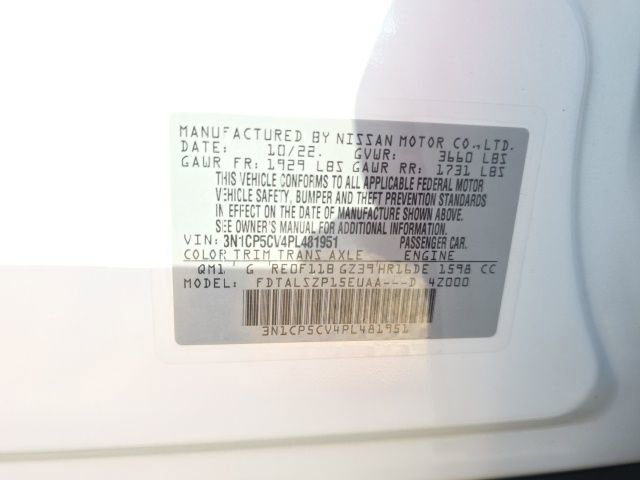 MANUFACTURED BY NISSAN MOTOR CO.,LTD.
DATE: 10/22. GVWR: 3660 LBS
GAWR FR: 1929 LBS GAWR RR: 1731 LBS
THIS VEHICLE CONFORMS TO ALL APPLICABLE FEDERAL MOTOR
VEHICLE SAFETY, BUMPER AND THEFT PREVENTION STANDARDS
IN EFFECT ON THE DATE OF MANUFACTURE SHOWN ABOVE.
SEE OWNER'S MANUAL.
VIN: 3N1CP5CV4PL481951 PASSENGER CAR.
COLOR TRIM TRANS AXLE ENGINE
QM1 G RE0F11B GZ39 HR16DE 1598 CC
MODEL: FDTALSZP15EUAA---D 4Z000
3N1CP5CV4PL481951